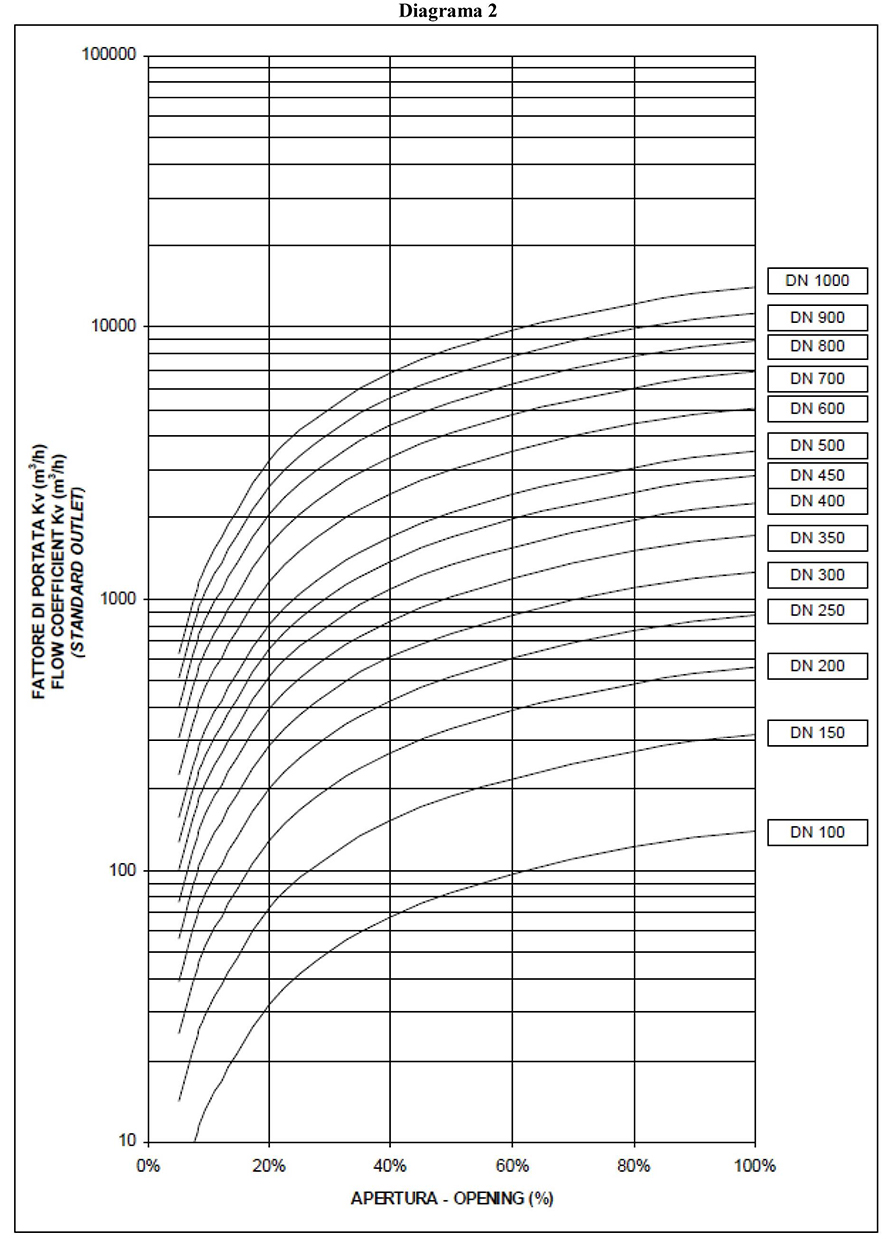 Diagrama 2
100000
10000
1000
100
10
FATTORE DI PORTATA Kv (m³/h)
FLOW COEFFICIENT Kv (m³/h)
(STANDARD OUTLET)
DN 1000
DN 900
DN 800
DN 700
DN 600
DN 500
DN 450
DN 400
DN 350
DN 300
DN 250
DN 200
DN 150
DN 100
0% 20% 40% 60% 80% 100%
APERTURA - OPENING (%)